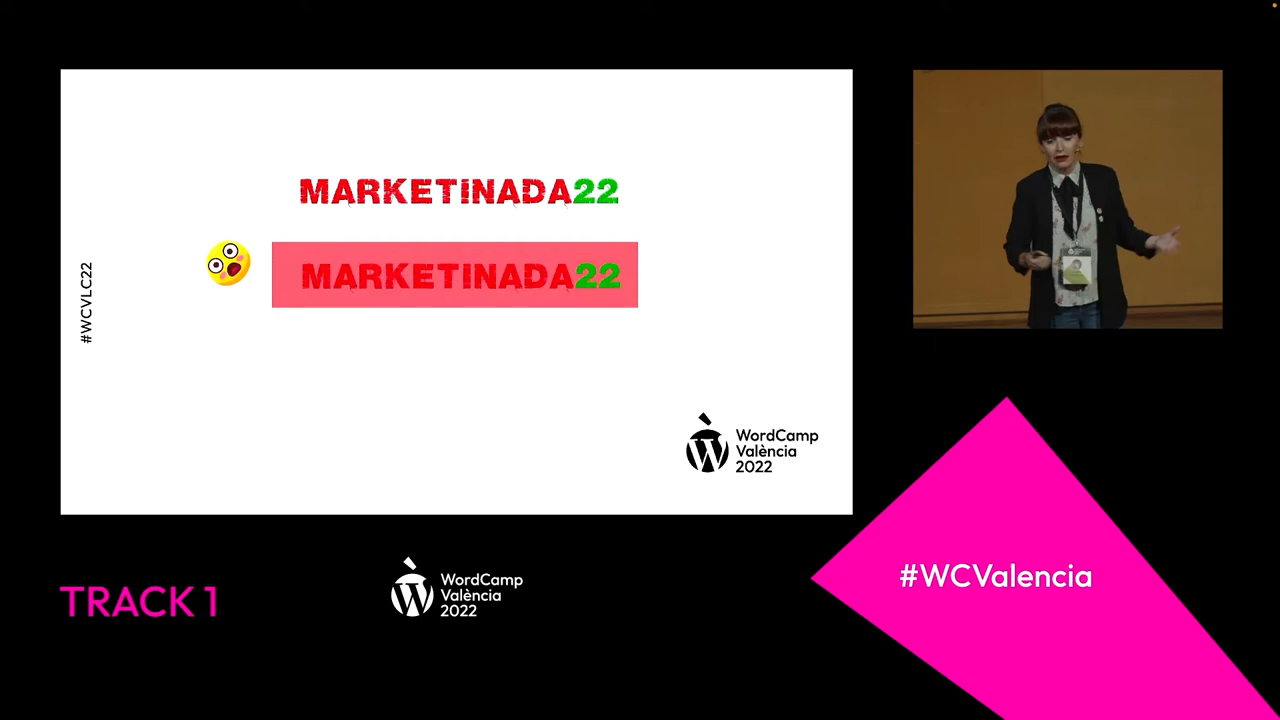 MARKETINADA22
MARKETINADA22
#WCVLC22
WordCamp
València
2022
TRACK 1
WordCamp
València
2022
#WCValencia